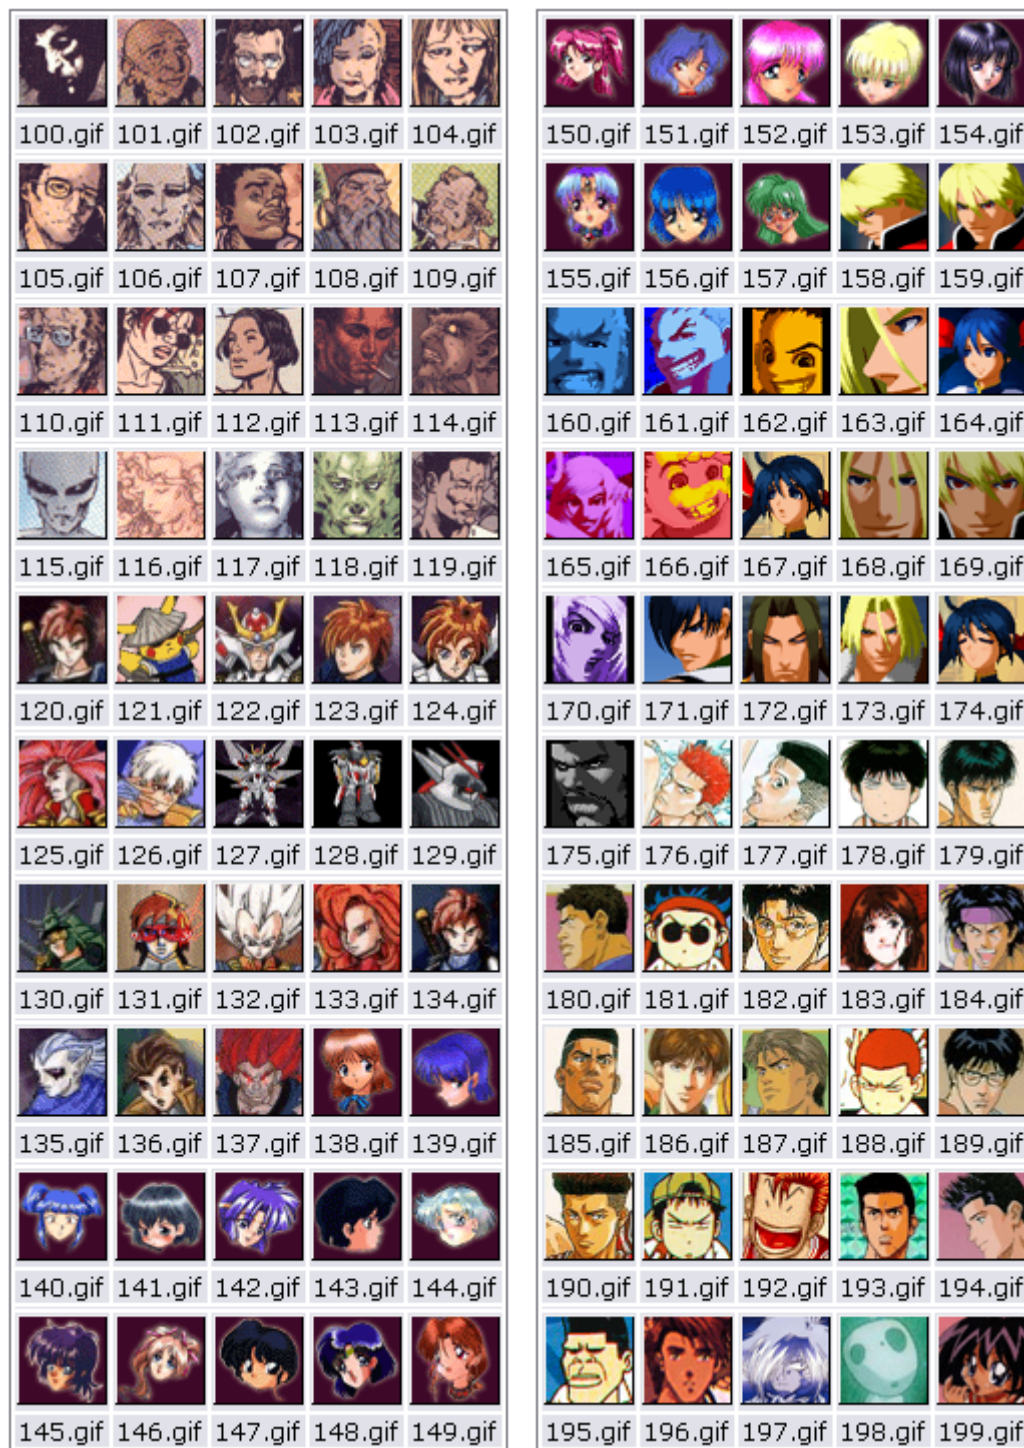 100.gif 101.gif 102.gif 103.gif 104.gif
105.gif 106.gif 107.gif 108.gif 109.gif
110.gif 111.gif 112.gif 113.gif 114.gif
115.gif 116.gif 117.gif 118.gif 119.gif
120.gif 121.gif 122.gif 123.gif 124.gif
125.gif 126.gif 127.gif 128.gif 129.gif
130.gif 131.gif 132.gif 133.gif 134.gif
135.gif 136.gif 137.gif 138.gif 139.gif
140.gif 141.gif 142.gif 143.gif 144.gif
145.gif 146.gif 147.gif 148.gif 149.gif
150.gif 151.gif 152.gif 153.gif 154.gif
155.gif 156.gif 157.gif 158.gif 159.gif
160.gif 161.gif 162.gif 163.gif 164.gif
165.gif 166.gif 167.gif 168.gif 169.gif
170.gif 171.gif 172.gif 173.gif 174.gif
175.gif 176.gif 177.gif 178.gif 179.gif
180.gif 181.gif 182.gif 183.gif 184.gif
185.gif 186.gif 187.gif 188.gif 189.gif
190.gif 191.gif 192.gif 193.gif 194.gif
195.gif 196.gif 197.gif 198.gif 199.gif